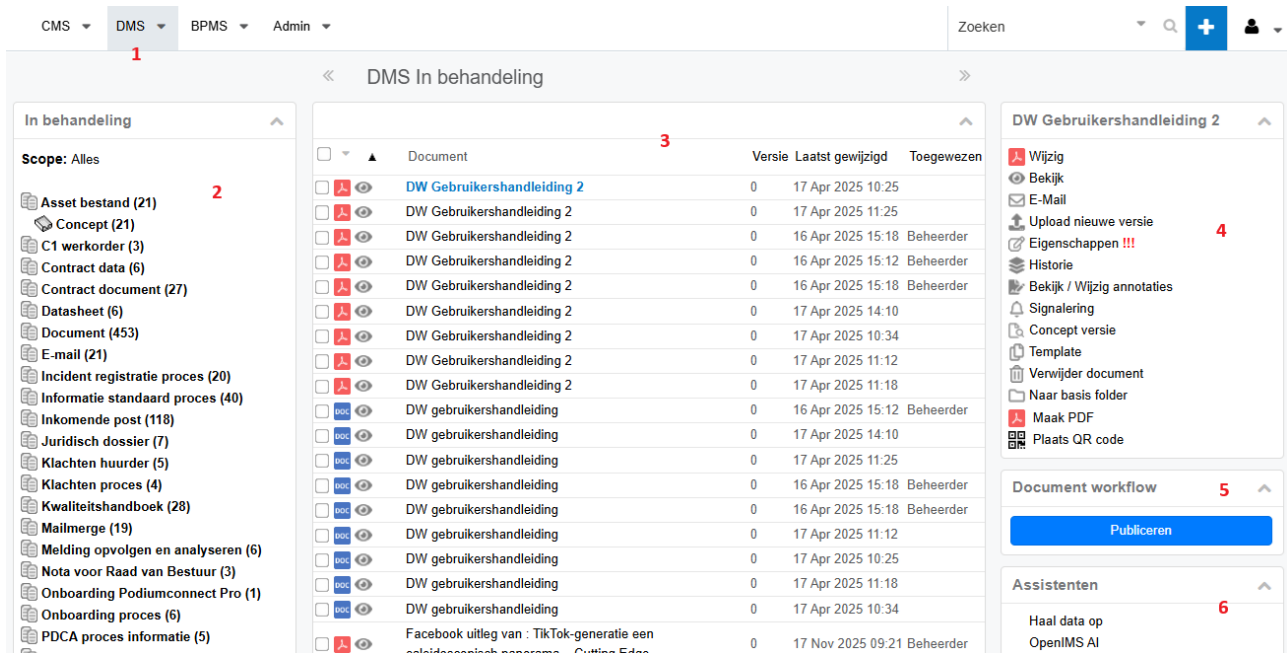 CMS DMS BPMS Admin Zoeken
1
DMS In behandeling
In behandeling
Scope: Alles
2
Asset bestand (21)
Concept (21)
C1 werkorder (3)
Contract data (6)
Contract document (27)
Datasheet (6)
Document (453)
E-mail (21)
Incident registratie proces (20)
Informatie standaard proces (40)
Inkomende post (118)
Juridisch dossier (7)
Klachten huurder (5)
Klachten proces (4)
Kwaliteitshandboek (28)
Mailmerge (19)
Melding opvolgen en analyseren (6)
Nota voor Raad van Bestuur (3)
Onboarding Podiumconnect Pro (1)
Onboarding proces (6)
PDCA proces informatie (5)
3
Document Versie Laatst gewijzigd Toegewezen
DW Gebruikershandleiding 2 0 17 Apr 2025 10:25
DW Gebruikershandleiding 2 0 17 Apr 2025 11:25
DW Gebruikershandleiding 2 0 16 Apr 2025 15:18 Beheerder
DW Gebruikershandleiding 2 0 16 Apr 2025 15:12 Beheerder
DW Gebruikershandleiding 2 0 16 Apr 2025 15:18 Beheerder
DW Gebruikershandleiding 2 0 17 Apr 2025 14:10
DW Gebruikershandleiding 2 0 17 Apr 2025 10:34
DW Gebruikershandleiding 2 0 17 Apr 2025 11:12
DW Gebruikershandleiding 2 0 17 Apr 2025 11:18
DOC DW gebruikershandleiding 0 16 Apr 2025 15:12 Beheerder
DOC DW gebruikershandleiding 0 17 Apr 2025 14:10
DOC DW gebruikershandleiding 0 17 Apr 2025 11:25
DOC DW gebruikershandleiding 0 16 Apr 2025 15:18 Beheerder
DOC DW gebruikershandleiding 0 16 Apr 2025 15:18 Beheerder
DOC DW gebruikershandleiding 0 17 Apr 2025 11:12
DOC DW gebruikershandleiding 0 17 Apr 2025 10:25
DOC DW gebruikershandleiding 0 17 Apr 2025 11:18
DOC DW gebruikershandleiding 0 17 Apr 2025 10:34
Facebook uitleg van : TikTok-generatie een
caleidoscopisch panorama – Cutting Edge 0 17 Nov 2025 09:21 Beheerder
DW Gebruikershandleiding 2
Wijzig
Bekijk
E-Mail
Upload nieuwe versie
4
Eigenschappen !!!
Historie
Bekijk / Wijzig annotaties
Signalering
Concept versie
Template
Verwijder document
Naar basis folder
Maak PDF
Plaats QR code
Document workflow 5
Publiceren
Assistenten
6
Haal data op
OpenIMS AI